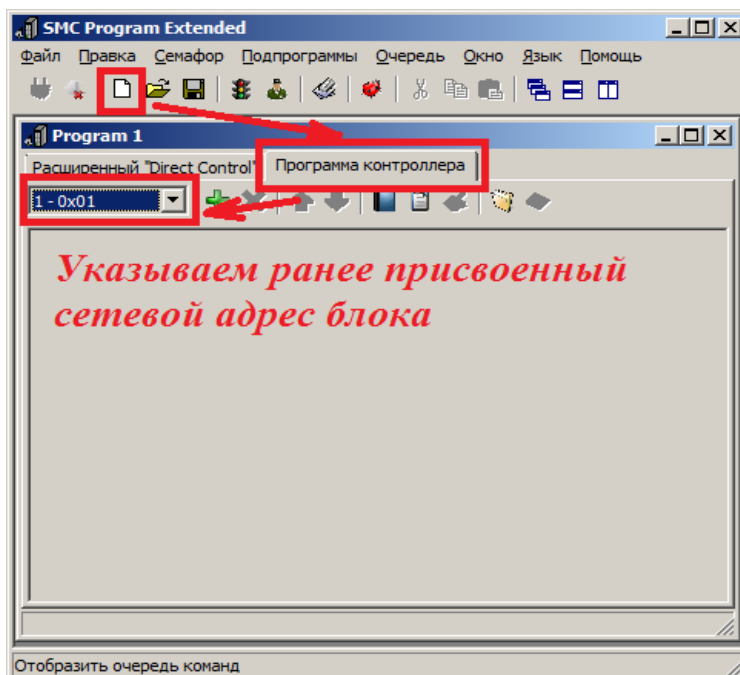 SMC Program Extended
Файл Правка Семафор Подпрограммы Очередь Окно Язык Помощь
Program 1
Расширенный "Direct Control" Программа контроллера
1 - 0x01
Указываем ранее присвоенный
сетевой адрес блока
Отобразить очередь команд